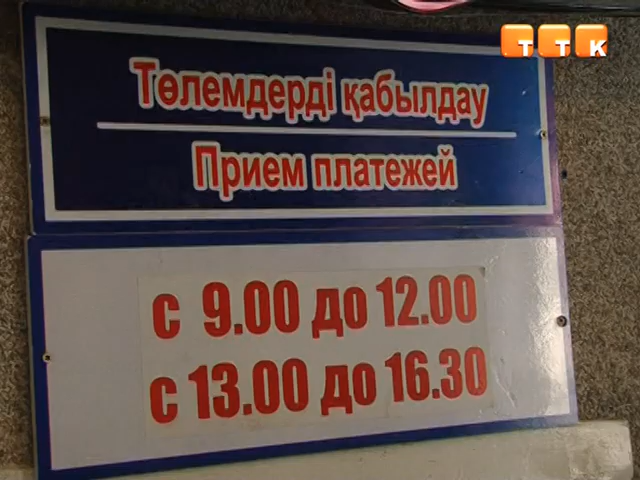 ТТК
Төлемдерді қабылдау
Прием платежей
с 9.00 до 12.00
с 13.00 до 16.30